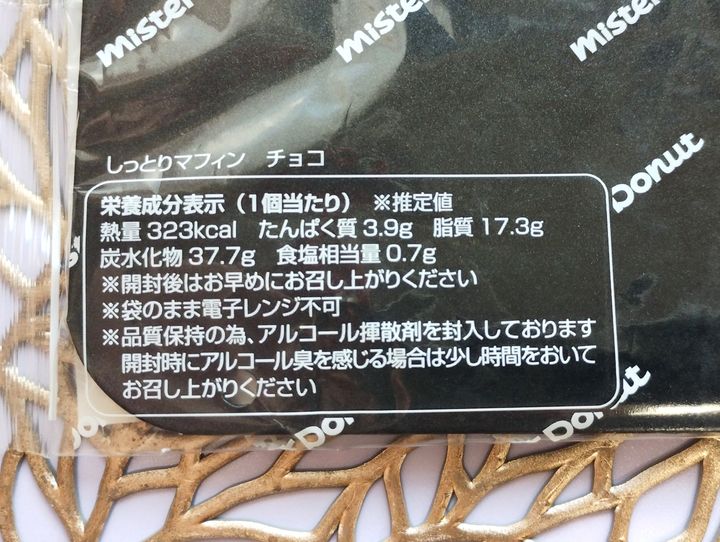 Mister
Mister
Mister
しっとりマフィン チョコ
Donut
栄養成分表示(1個当たり) ※推定値
熱量 323kcal たんぱく質 3.9g 脂質 17.3g
炭水化物 37.7g 食塩相当量 0.7g
※開封後はお早めにお召し上がりください
※袋のまま電子レンジ不可
※品質保持の為、アルコール揮散剤を封入しております
開封時にアルコール臭を感じる場合は少し時間をおいて
お召し上がりください
Donut